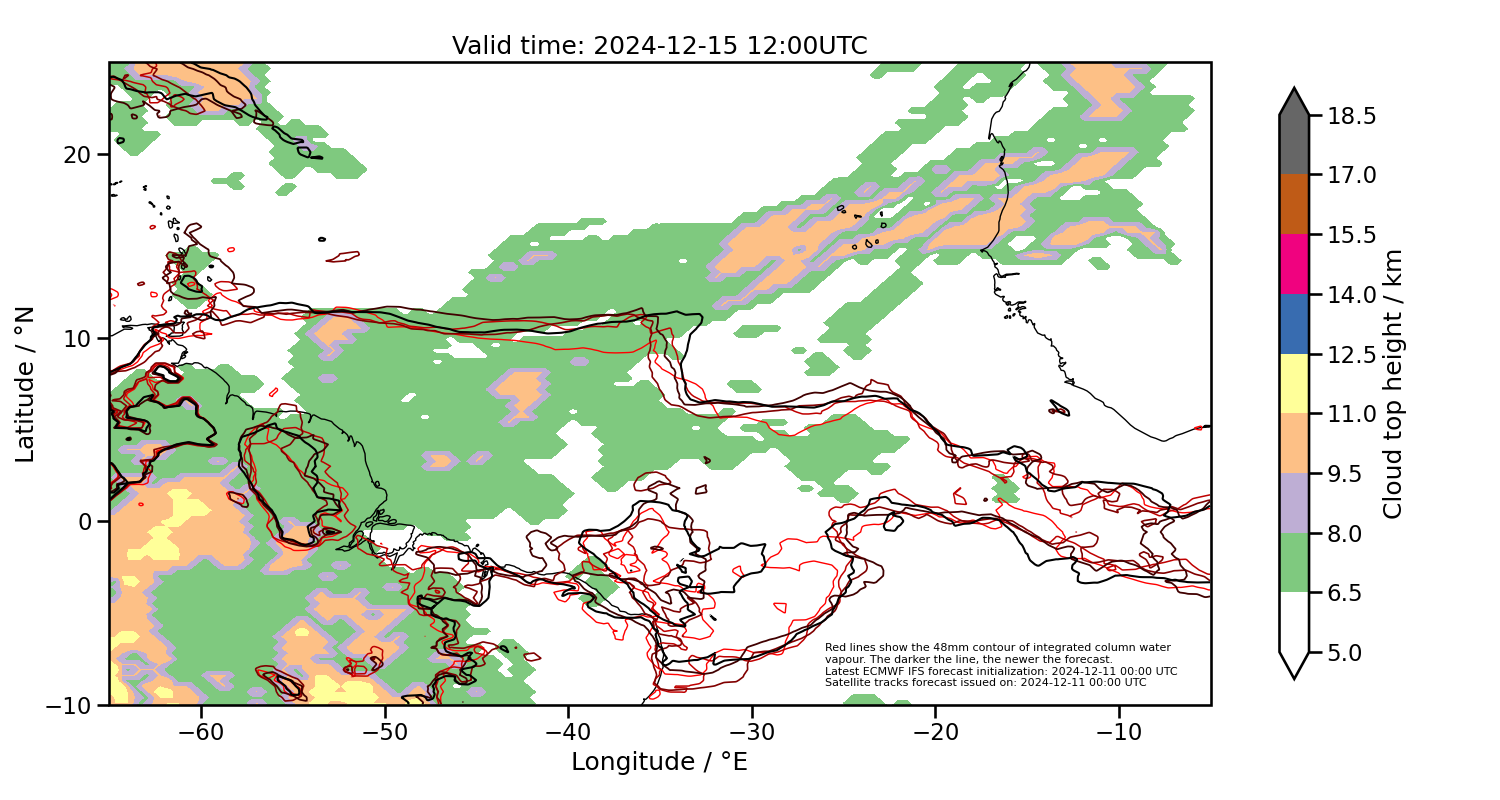 Valid time: 2024-12-15 12:00UTC
20
10
0
−10
Latitude / °N
−60
−50
−40
−30
−20
−10
Longitude / °E
Red lines show the 48mm contour of integrated column water
vapour. The darker the line, the newer the forecast.
Latest ECMWF IFS forecast initialization: 2024-12-11 00:00 UTC
Satellite tracks forecast issued on: 2024-12-11 00:00 UTC
18.5
17.0
15.5
14.0
12.5
11.0
9.5
8.0
6.5
5.0
Cloud top height / km